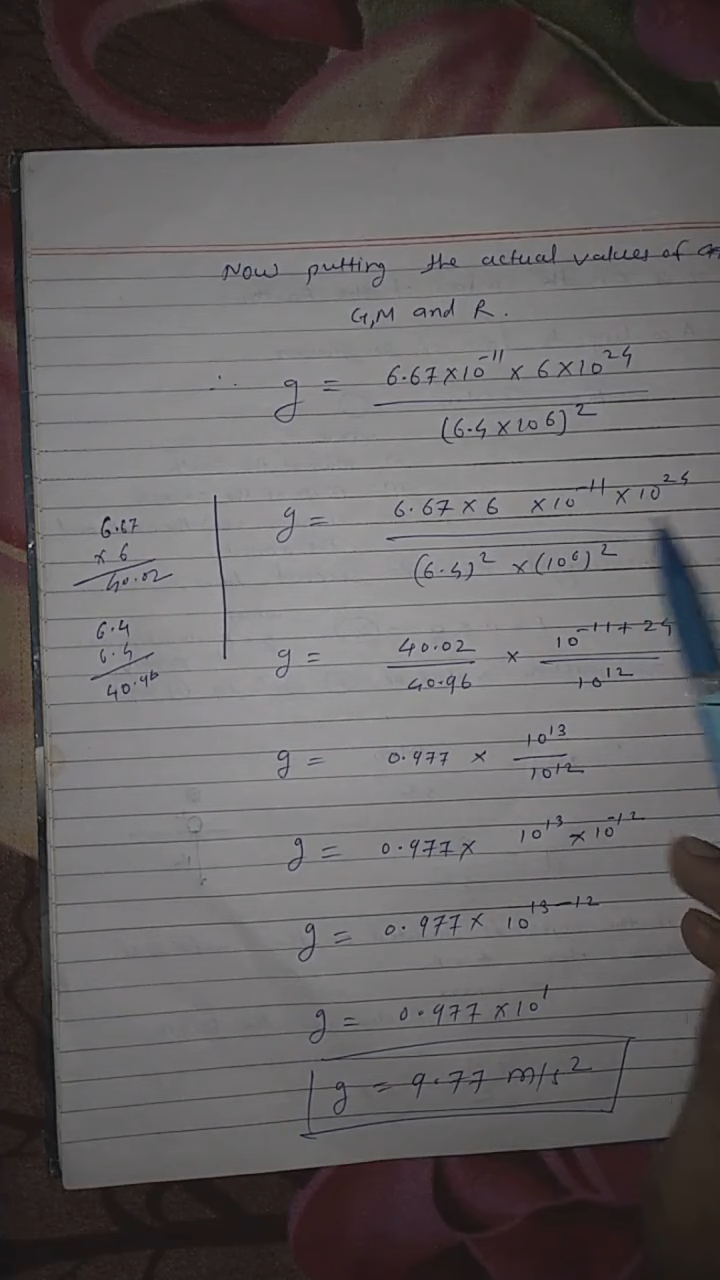 Now putting the actual values of G
G,M and R.
∴ g = 6.67×10⁻¹¹ × 6×10²⁴
(6.4×10⁶)²
g = 6.67×6 ×10⁻¹¹×10²⁴
(6.4)² ×(10⁶)²
6.67
×6
40.02
6.4
6.4
40.96
g = 40.02 × 10⁻¹¹⁺²⁴
40.96 10¹²
g = 0.977 × 10¹³
10¹²
g = 0.977× 10¹³ ×10⁻¹²
g = 0.977× 10¹³⁻¹²
g = 0.977 ×10¹
g = 9.77 m/s²